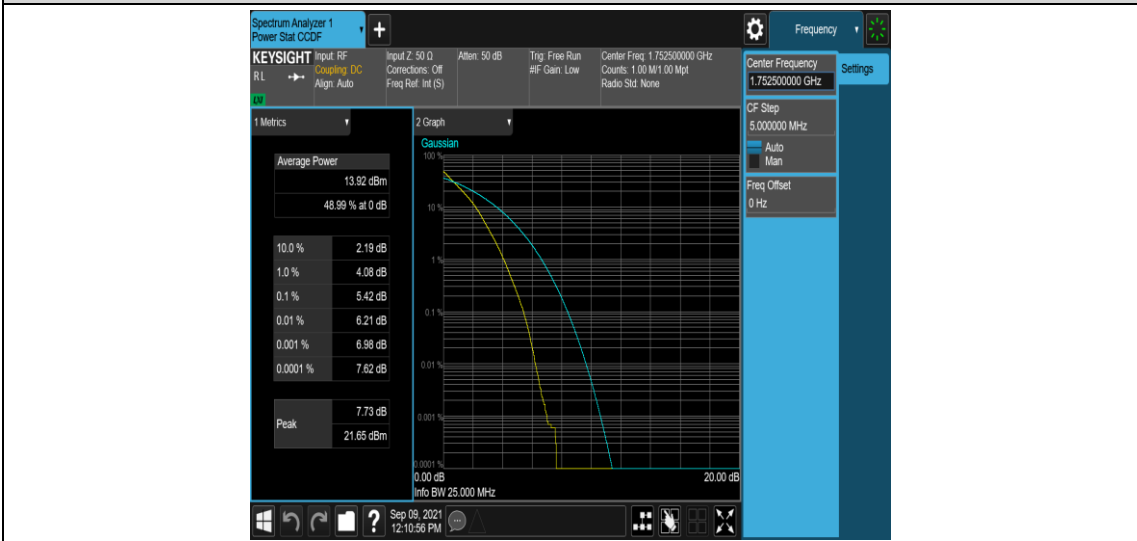 Spectrum Analyzer 1
Power Stat CCDF
+
Frequency
KEYSIGHT
RL
LXI
Input: RF
Coupling: DC
Align: Auto
Input Z: 50 Ω
Corrections: Off
Freq Ref: Int (S)
Atten: 50 dB
Trig: Free Run
#IF Gain: Low
Center Freq: 1.752500000 GHz
Counts: 1.00 M/1.00 Mpt
Radio Std: None
Center Frequency
1.752500000 GHz
Settings
CF Step
5.000000 MHz
Auto
Man
Freq Offset
0 Hz
1 Metrics
Average Power
13.92 dBm
48.99 % at 0 dB
10.0 % 2.19 dB
1.0 % 4.08 dB
0.1 % 5.42 dB
0.01 % 6.21 dB
0.001 % 6.98 dB
0.0001 % 7.62 dB
Peak
7.73 dB
21.65 dBm
2 Graph
Gaussian
100 %
10 %
1 %
0.1 %
0.01 %
0.001 %
0.0001 %
0.00 dB 20.00 dB
Info BW 25.000 MHz
?
Sep 09, 2021
12:10:56 PM